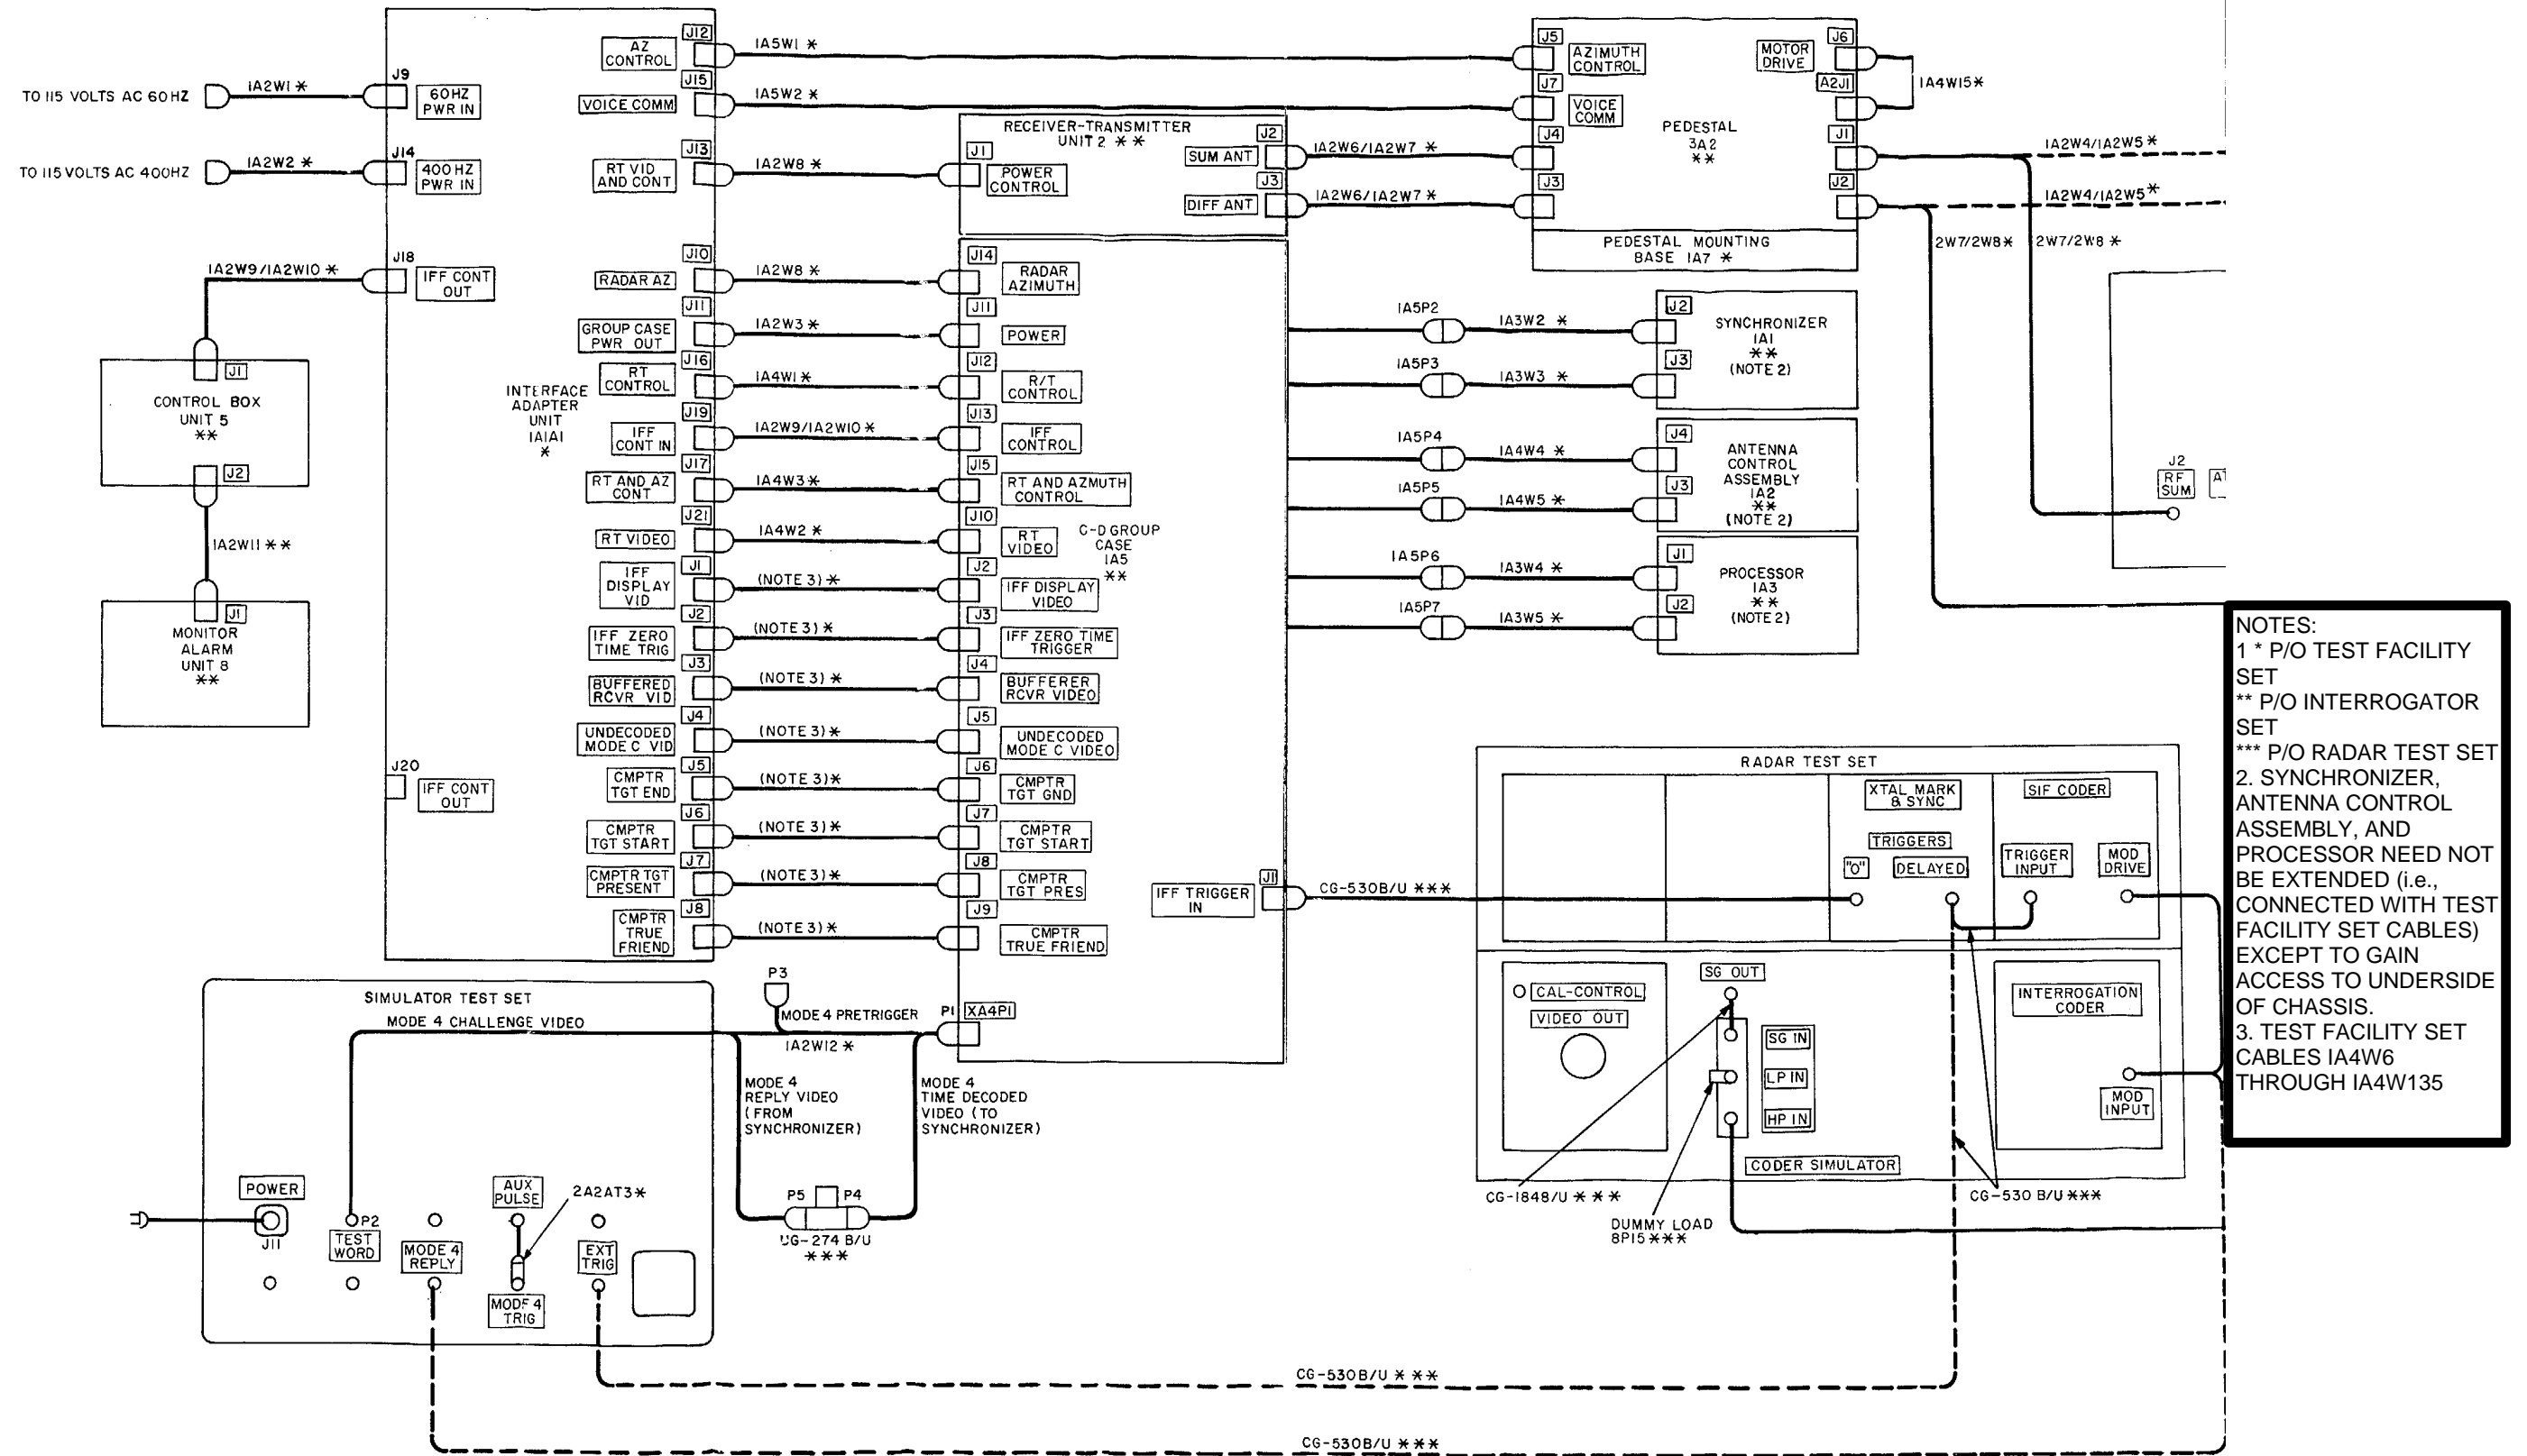 TO 115 VOLTS AC 60HZ
1A2W1 *
J9
60HZ
PWR IN
TO 115 VOLTS AC 400HZ
1A2W2 *
J14
400HZ
PWR IN
1A2W9/1A2W10 *
J18
IFF CONT
OUT
J1
CONTROL BOX
UNIT 5
**
J2
1A2W11 **
J1
MONITOR
ALARM
UNIT 8
**
J20
IFF CONT
OUT
INTERFACE
ADAPTER
UNIT
1A1A1
*
J12
AZ
CONTROL
1A5W1 *
J15
VOICE COMM
1A5W2 *
J13
RT VID
AND CONT
1A2W8 *
J10
RADAR AZ
1A2W8 *
J11
GROUP CASE
PWR OUT
1A2W3 *
J16
RT
CONTROL
1A4W1 *
J19
IFF
CONT IN
1A2W9/1A2W10 *
J17
RT AND AZ
CONT
1A4W3 *
J21
RT VIDEO
1A4W2 *
J1
IFF
DISPLAY
VID
(NOTE 3) *
J2
IFF ZERO
TIME TRIG
(NOTE 3) *
J3
BUFFERED
RCVR VID
(NOTE 3) *
J4
UNDECODED
MODE C VID
(NOTE 3) *
J5
CMPTR
TGT END
(NOTE 3) *
J6
CMPTR
TGT START
(NOTE 3) *
J7
CMPTR TGT
PRESENT
(NOTE 3) *
J8
CMPTR
TRUE
FRIEND
(NOTE 3) *
RECEIVER-TRANSMITTER
UNIT 2 **
J1
POWER
CONTROL
J2
SUM ANT
1A2W6/1A2W7 *
J3
DIFF ANT
1A2W6/1A2W7 *
J14
RADAR
AZIMUTH
J11
POWER
J12
R/T
CONTROL
J13
IFF
CONTROL
J15
RT AND AZMUTH
CONTROL
J10
RT
VIDEO
C-D GROUP
CASE
1A5
**
J2
IFF DISPLAY
VIDEO
J3
IFF ZERO TIME
TRIGGER
J4
BUFFERER
RCVR VIDEO
J5
UNDECODED
MODE C VIDEO
J6
CMPTR
TGT GND
J7
CMPTR
TGT START
J8
CMPTR
TGT PRES
J9
CMPTR
TRUE FRIEND
P1 XA4P1
J1
IFF TRIGGER
IN
CG-530B/U ***
J5
AZIMUTH
CONTROL
J7
VOICE
COMM
J4
J3
PEDESTAL
3A2
**
MOTOR
DRIVE
J6
A2J1
1A4W15*
J1
J2
1A2W4/1A2W5 *
1A2W4/1A2W5 *
2W7/2W8 *
2W7/2W8 *
PEDESTAL MOUNTING
BASE 1A7 *
1A5P2
1A3W2 *
J2
SYNCHRONIZER
1A1
**
(NOTE 2)
1A5P3
1A3W3 *
J3
1A5P4
1A4W4 *
J4
ANTENNA
CONTROL
ASSEMBLY
1A2
**
(NOTE 2)
1A5P5
1A4W5 *
J3
1A5P6
1A3W4 *
J1
PROCESSOR
1A3
**
(NOTE 2)
1A5P7
1A3W5 *
J2
J2
RF
SUM
RADAR TEST SET
XTAL MARK
& SYNC
SIF CODER
TRIGGERS
"O"
DELAYED
TRIGGER
INPUT
MOD
DRIVE
CAL-CONTROL
VIDEO OUT
SG OUT
SG IN
LP IN
HP IN
INTERROGATION
CODER
MOD
INPUT
CODER SIMULATOR
CG-1848/U ***
DUMMY LOAD
8P15 ***
CG-530 B/U ***
SIMULATOR TEST SET
MODE 4 CHALLENGE VIDEO
P3
MODE 4 PRETRIGGER
1A2W12 *
MODE 4
REPLY VIDEO
(FROM
SYNCHRONIZER)
MODE 4
TIME DECODED
VIDEO (TO
SYNCHRONIZER)
P5
P4
UG-274 B/U
***
POWER
J11
P2
TEST
WORD
MODE 4
REPLY
AUX
PULSE
2A2AT3*
MODE 4
TRIG
EXT
TRIG
CG-530B/U ***
CG-530B/U ***
NOTES:
1 * P/O TEST FACILITY
SET
** P/O INTERROGATOR
SET
*** P/O RADAR TEST SET
2. SYNCHRONIZER,
ANTENNA CONTROL
ASSEMBLY, AND
PROCESSOR NEED NOT
BE EXTENDED (i.e.,
CONNECTED WITH TEST
FACILITY SET CABLES)
EXCEPT TO GAIN
ACCESS TO UNDERSIDE
OF CHASSIS.
3. TEST FACILITY SET
CABLES IA4W6
THROUGH IA4W135